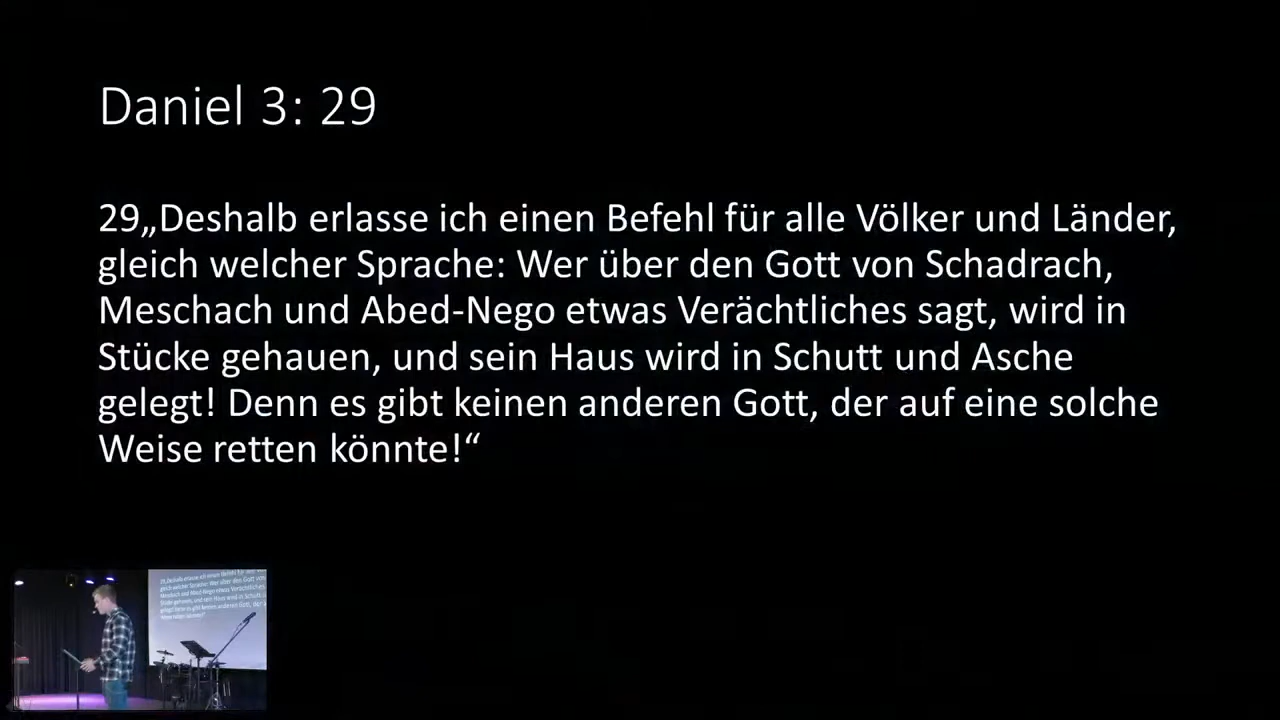 Daniel 3: 29
29„Deshalb erlasse ich einen Befehl für alle Völker und Länder,
gleich welcher Sprache: Wer über den Gott von Schadrach,
Meschach und Abed-Nego etwas Verächtliches sagt, wird in
Stücke gehauen, und sein Haus wird in Schutt und Asche
gelegt! Denn es gibt keinen anderen Gott, der auf eine solche
Weise retten könnte!“